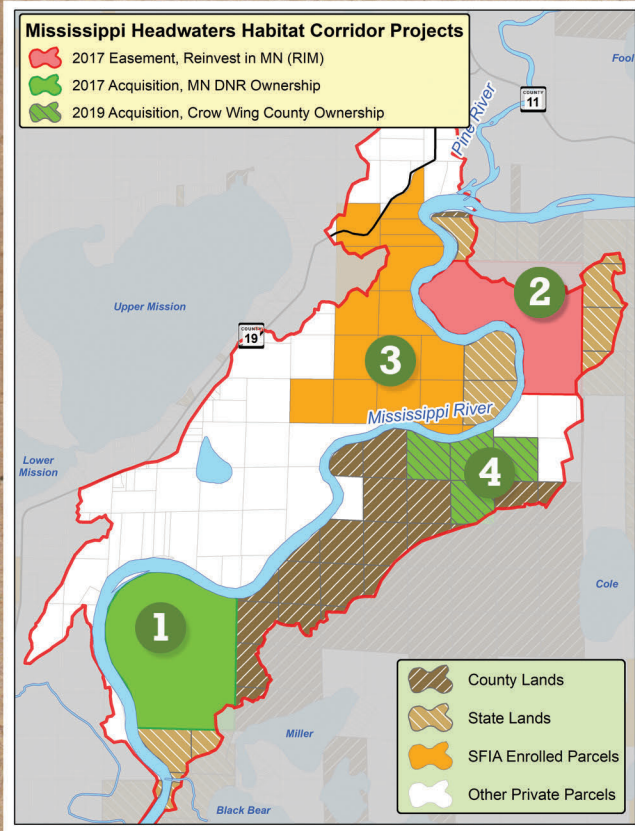 Mississippi Headwaters Habitat Corridor Projects
2017 Easement, Reinvest in MN (RIM)
2017 Acquisition, MN DNR Ownership
2019 Acquisition, Crow Wing County Ownership
Fool
COUNTY
11
Pine River
2
Upper Mission
COUNTY
19
3
Mississippi River
Lower
Mission
4
Cole
1
County Lands
State Lands
SFIA Enrolled Parcels
Other Private Parcels
Miller
Black Bear